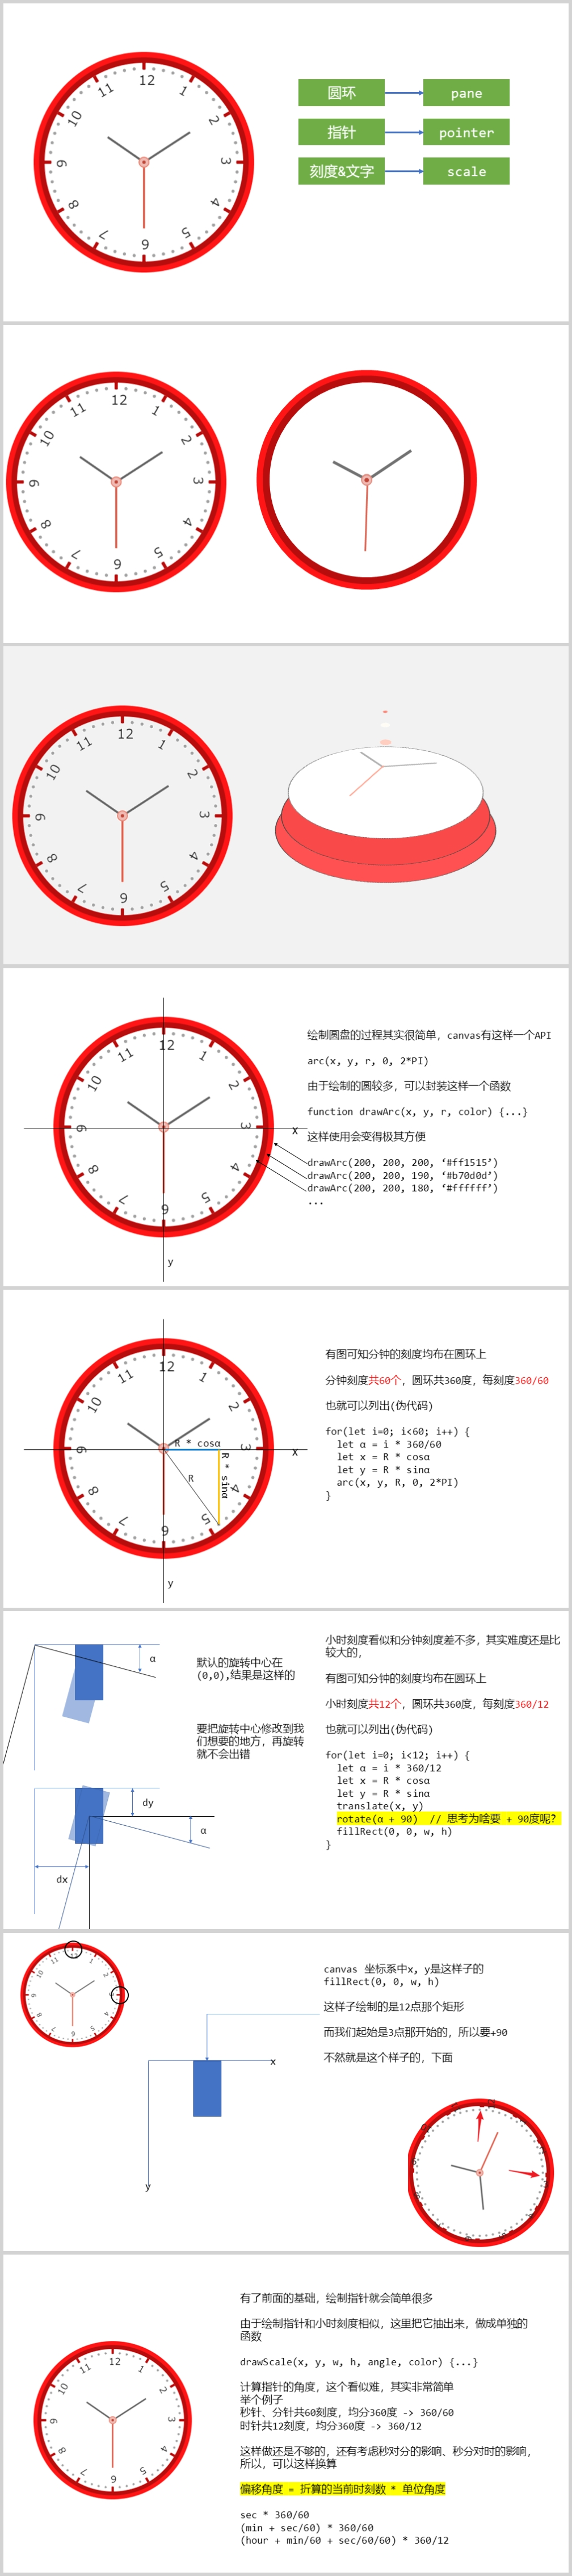 12
1
2
3
4
5
6
7
8
9
10
11
圆环
pane
指针
pointer
刻度&文字
scale
12
1
2
3
4
5
6
7
8
9
10
11
12
1
2
3
4
5
6
7
8
9
10
11
12
1
2
3
4
5
6
7
8
9
10
11
X
y
绘制圆盘的过程其实很简单，canvas有这样一个API
arc(x, y, r, 0, 2*PI)
由于绘制的圆较多，可以封装这样一个函数
function drawArc(x, y, r, color) {...}
这样使用会变得极其方便
drawArc(200, 200, 200, ‘#ff1515’)
drawArc(200, 200, 190, ‘#b70d0d’)
drawArc(200, 200, 180, ‘#ffffff’)
...
12
1
2
3
4
5
6
7
8
9
10
11
X
y
R * cosα
R * sinα
R
有图可知分钟的刻度均布在圆环上
分钟刻度共60个，圆环共360度，每刻度360/60
也就可以列出(伪代码)
for(let i=0; i<60; i++) {
let α = i * 360/60
let x = R * cosα
let y = R * sinα
arc(x, y, R, 0, 2*PI)
}
α
默认的旋转中心在
(0,0),结果是这样的
要把旋转中心修改到我
们想要的地方，再旋转
就不会出错
dy
α
dx
小时刻度看似和分钟刻度差不多，其实难度还是比
较大的，
有图可知分钟的刻度均布在圆环上
小时刻度共12个，圆环共360度，每刻度360/12
也就可以列出(伪代码)
for(let i=0; i<12; i++) {
let α = i * 360/12
let x = R * cosα
let y = R * sinα
translate(x, y)
rotate(α + 90) // 思考为啥要 + 90度呢?
fillRect(0, 0, w, h)
}
12
1
2
3
4
5
6
7
8
9
10
11
x
y
canvas 坐标系中x, y是这样子的
fillRect(0, 0, w, h)
这样子绘制的是12点那个矩形
而我们起始是3点那开始的，所以要+90
不然就是这个样子的，下面
12
1
2
3
4
5
6
7
8
9
10
11
有了前面的基础，绘制指针就会简单很多
由于绘制指针和小时刻度相似，这里把它抽出来，做成单独的
函数
drawScale(x, y, w, h, angle, color) {...}
计算指针的角度，这个看似难，其实非常简单
举个例子
秒针、分针共60刻度，均分360度 -> 360/60
时针共12刻度，均分360度 -> 360/12
这样做还是不够的，还有考虑秒对分的影响、秒分对时的影响，
所以，可以这样换算
偏移角度 = 折算的当前时刻数 * 单位角度
sec * 360/60
(min + sec/60) * 360/60
(hour + min/60 + sec/60/60) * 360/12